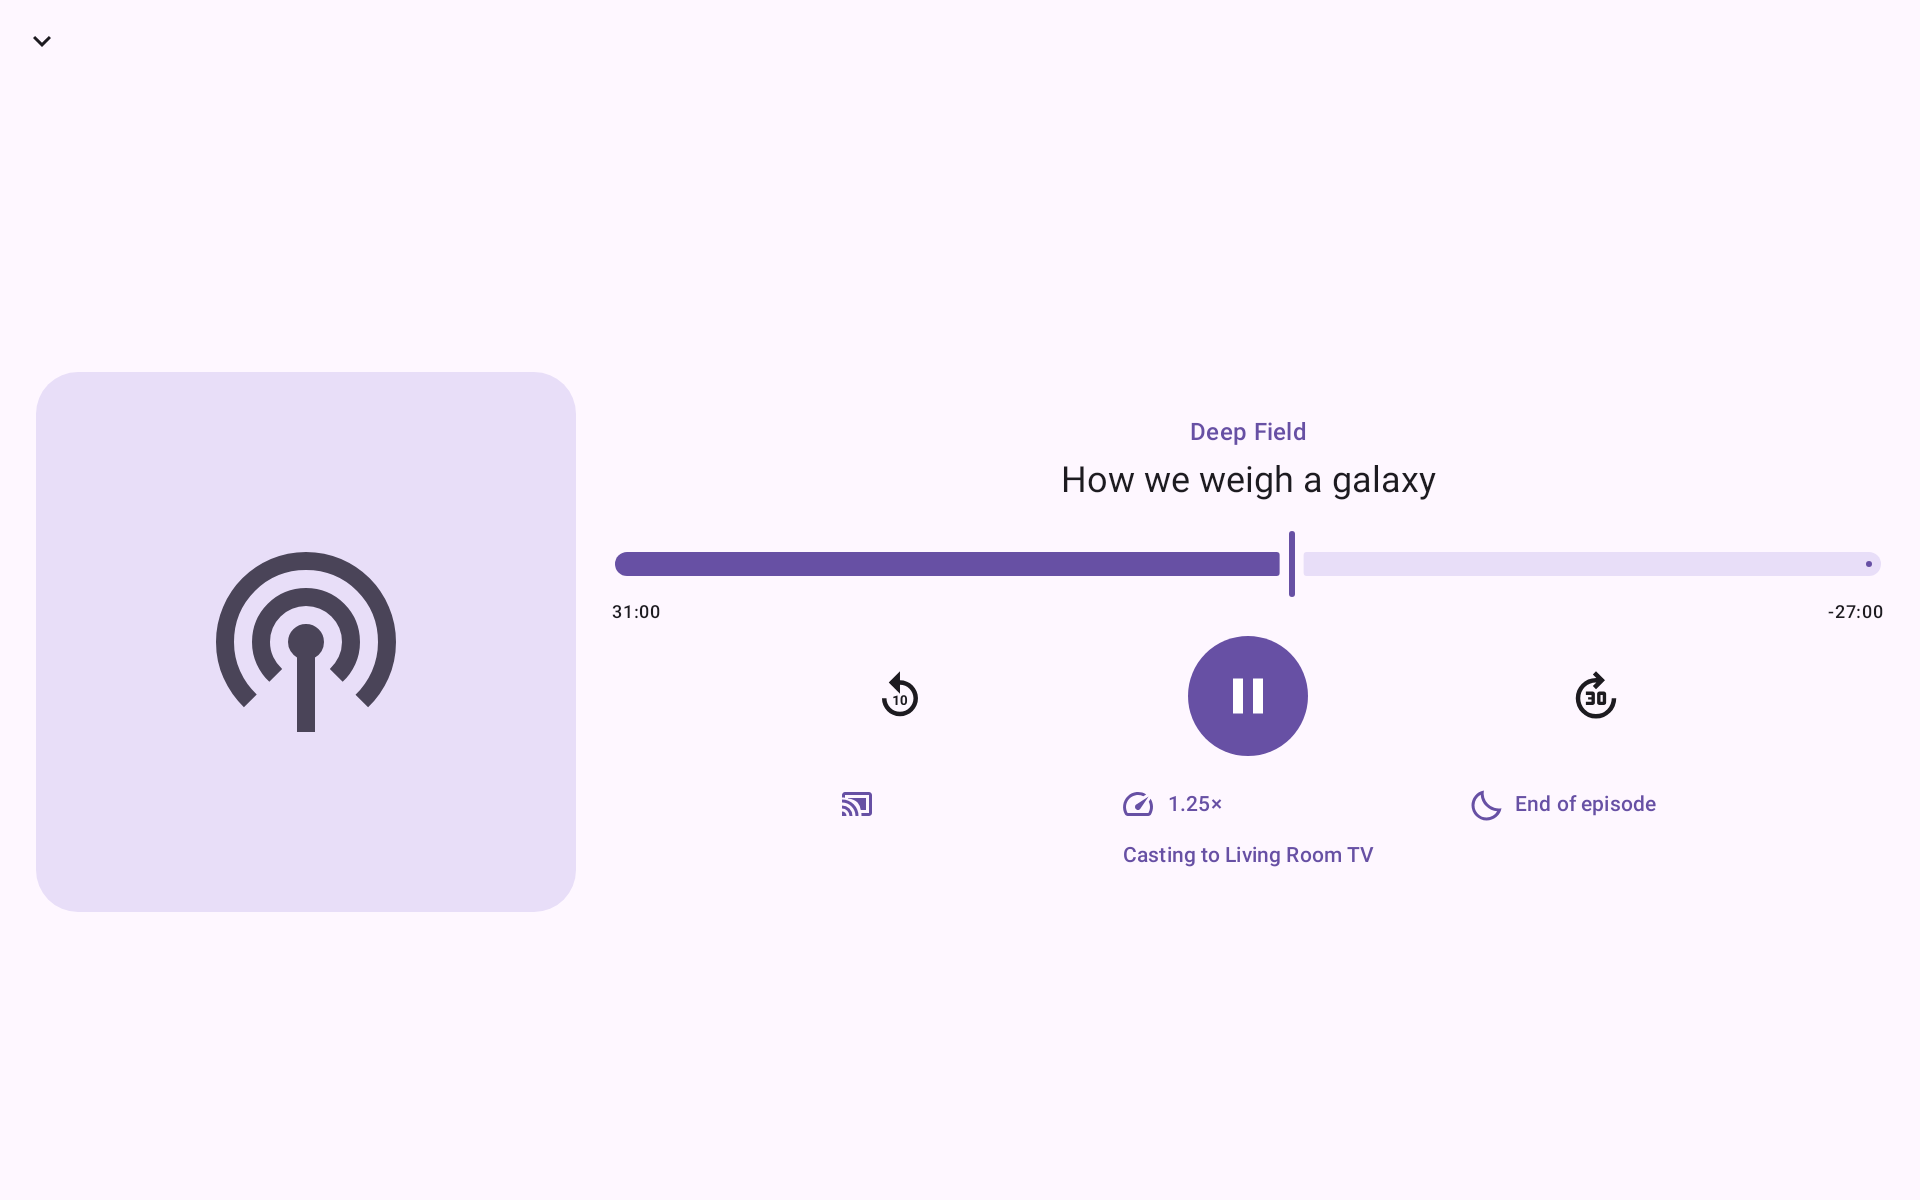 Deep Field
How we weigh a galaxy
31:00
-27:00
10
30
1.25×
End of episode
Casting to Living Room TV